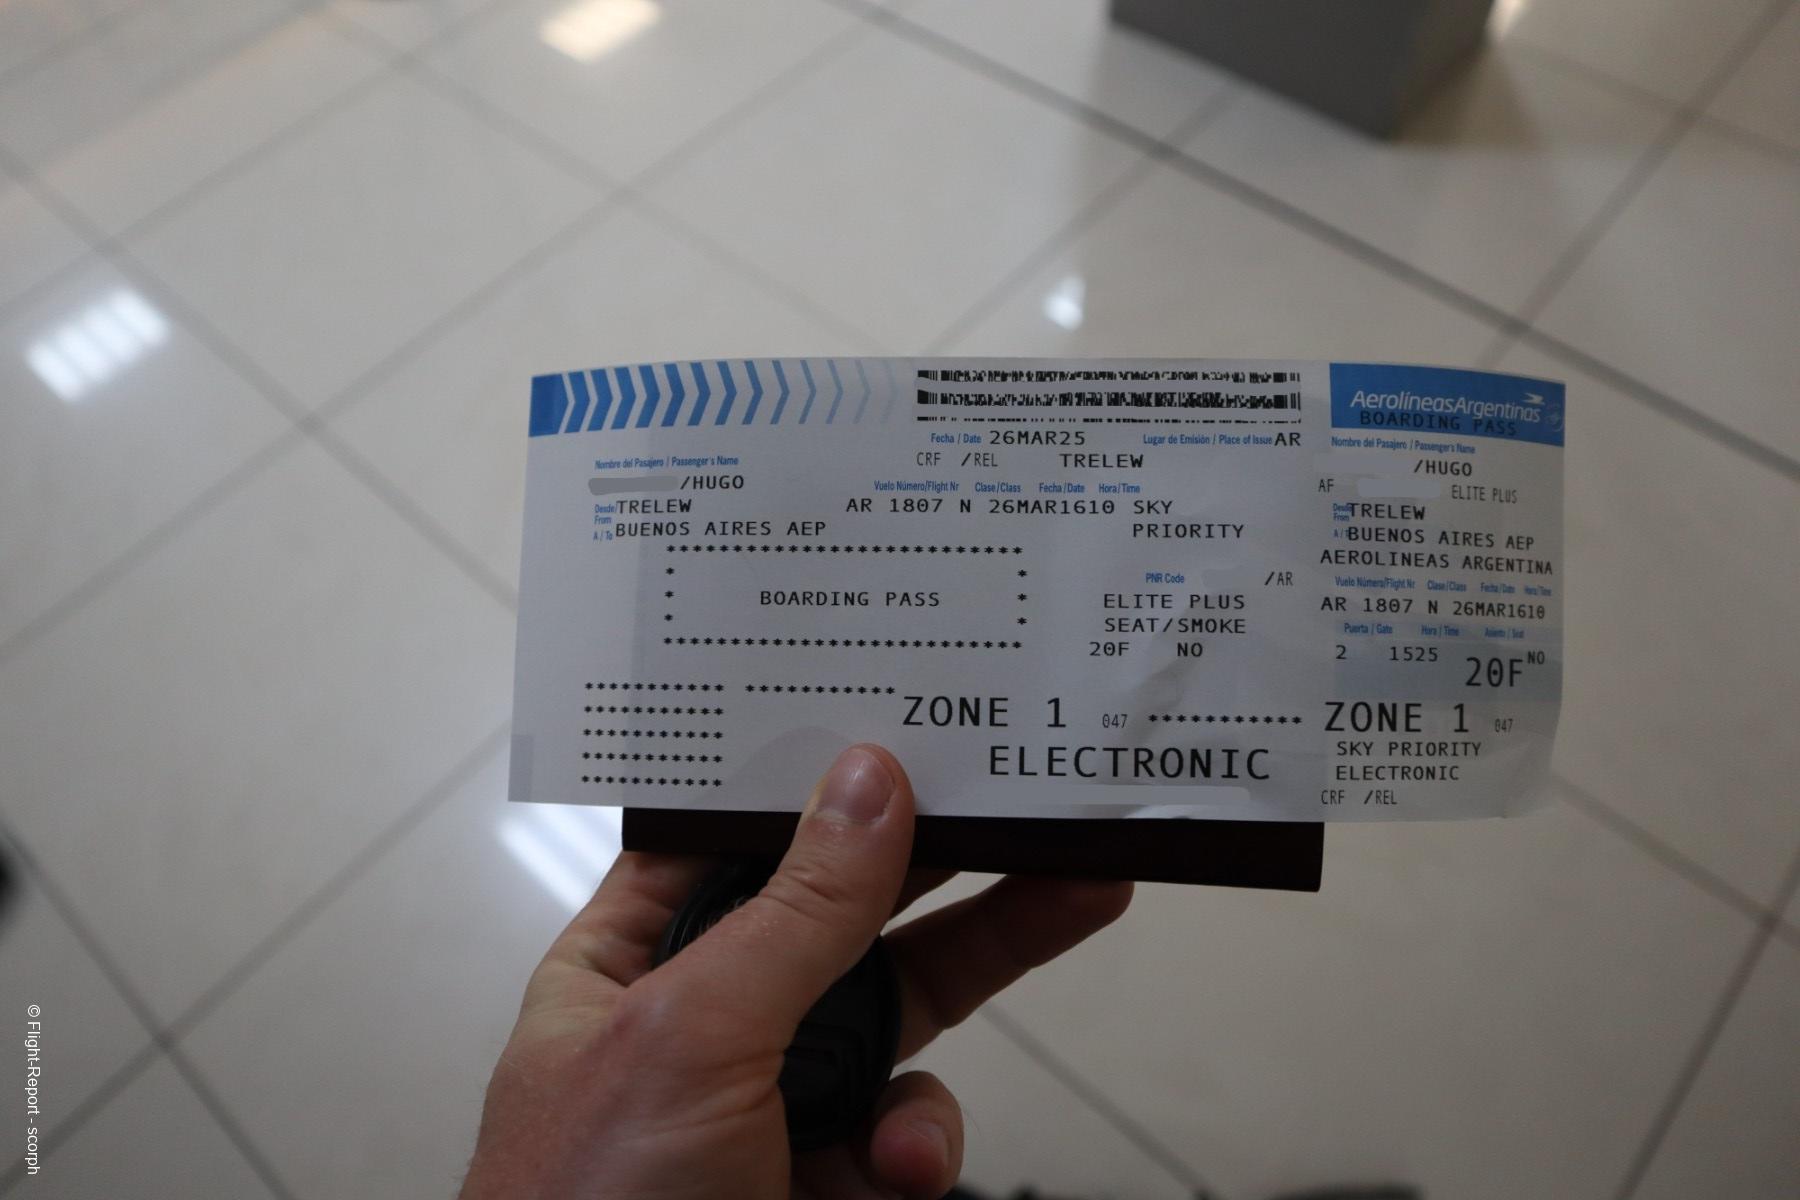 Fecha / Date 26MAR25 Lugar de Emisión / Place of Issue AR
CRF /REL TRELEW
Nombre del Pasajero / Passenger's Name
/HUGO
Vuelo Número/Flight Nr Clase/Class Fecha/Date Hora/Time
Desde/From TRELEW AR 1807 N 26MAR1610 SKY
A / To BUENOS AIRES AEP PRIORITY
************************
* *
PNR Code /AR
* BOARDING PASS * ELITE PLUS
* * SEAT/SMOKE
************************ 20F NO
********** ***********
ZONE 1 047 ***********
**********
**********
ELECTRONIC
**********
**********
AerolíneasArgentinas
BOARDING PASS
Nombre del Pasajero / Passenger's Name
/HUGO
AF ELITE PLUS
Desde From TRELEW
A / To BUENOS AIRES AEP
AEROLINEAS ARGENTINA
Vuelo Número/Flight Nr Clase/Class Fecha/Date Hora/Time
AR 1807 N 26MAR1610
Puerta / Gate Hora / Time Asiento / Seat
2 1525 20F NO
ZONE 1 047
SKY PRIORITY
ELECTRONIC
CRF /REL
© Flight-Report - scorph